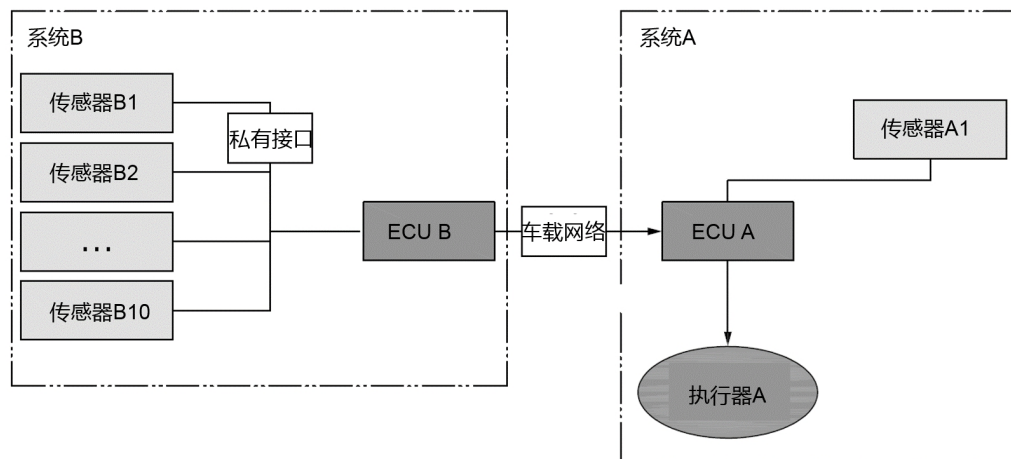 系统B
系统A
传感器B1
私有接口
传感器A1
传感器B2
...
ECU B
车载网络
ECU A
传感器B10
执行器A